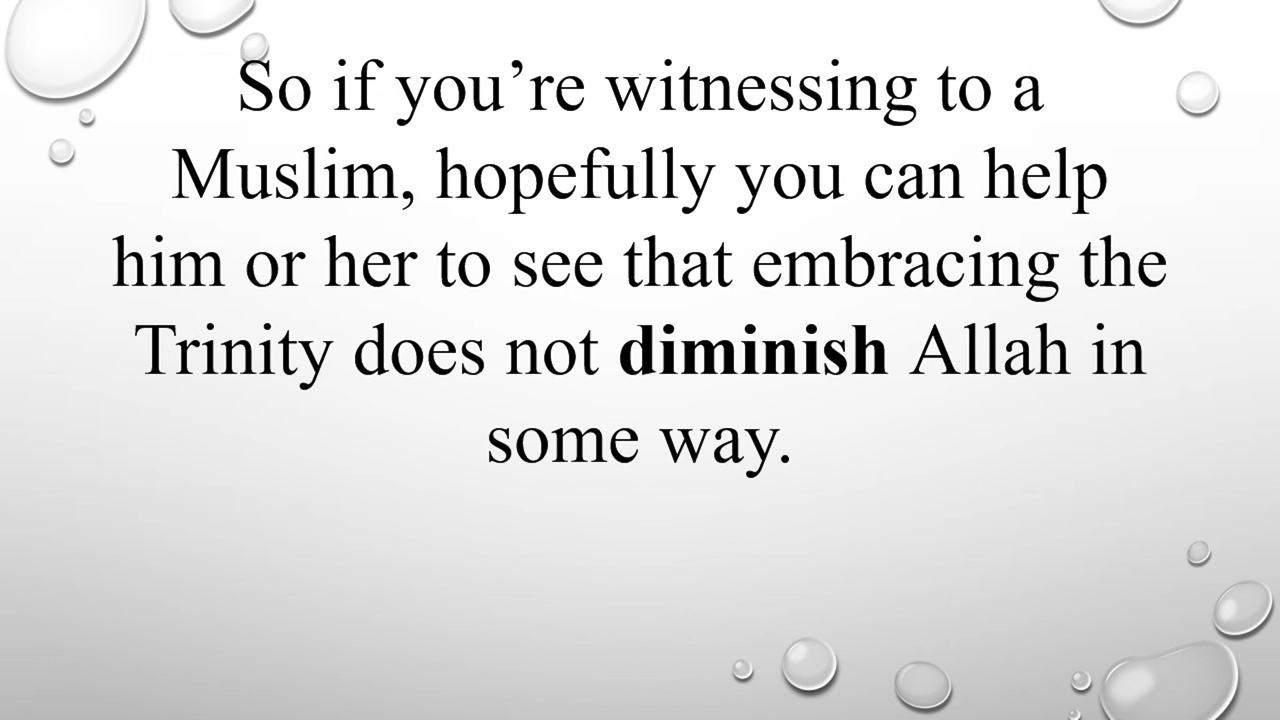 So if you’re witnessing to a
Muslim, hopefully you can help
him or her to see that embracing the
Trinity does not diminish Allah in
some way.